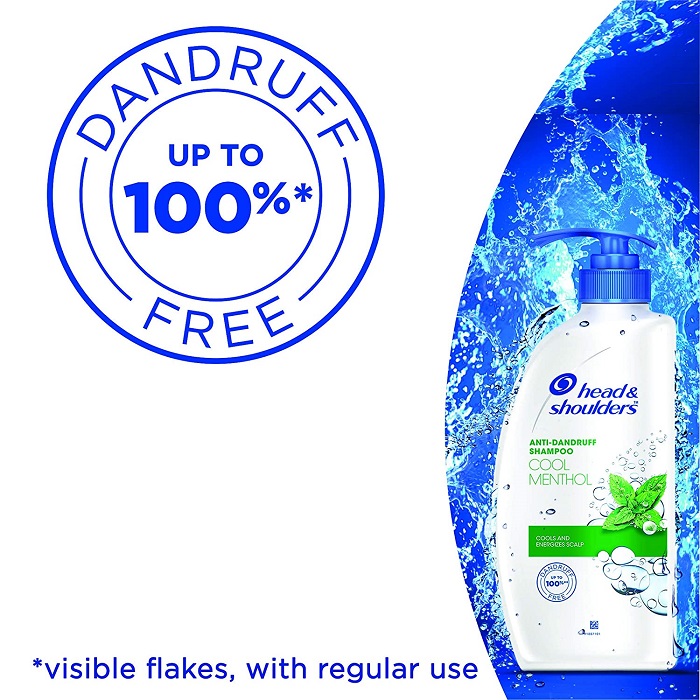 DANDRUFF
UP TO
100%*
FREE
head &
shoulders™
ANTI-DANDRUFF
SHAMPOO
COOL
MENTHOL
COOLS AND
ENERGIZES SCALP
DANDRUFF
UP TO
100%**
FREE
*visible flakes, with regular use